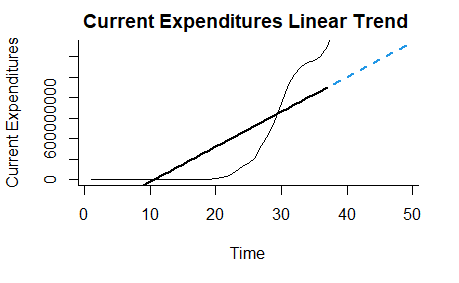 Current Expenditures Linear Trend
Current Expenditures
600000000
0
0 10 20 30 40 50
Time